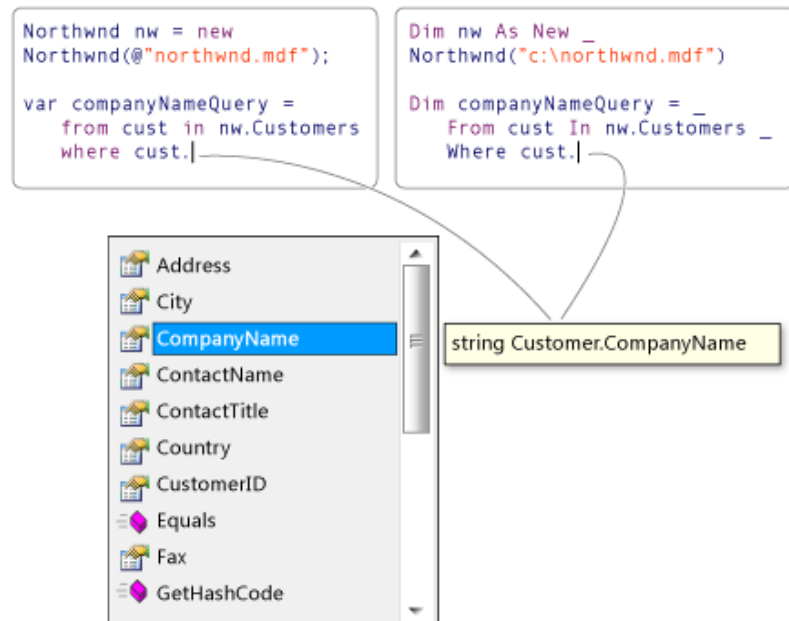 Northwnd nw = new
Northwnd(@"northwnd.mdf");
var companyNameQuery =
from cust in nw.Customers
where cust.
Dim nw As New _
Northwnd("c:\northwnd.mdf")
Dim companyNameQuery = _
From cust In nw.Customers _
Where cust.
Address
City
CompanyName
ContactName
ContactTitle
Country
CustomerID
Equals
Fax
GetHashCode
string Customer.CompanyName